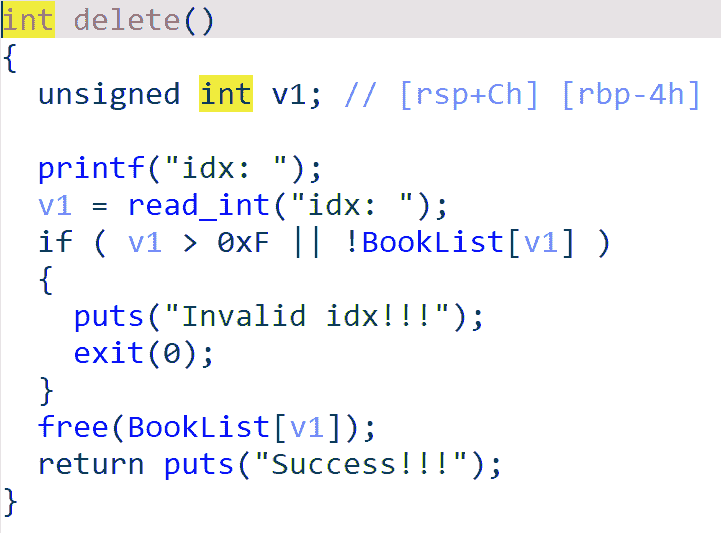 int delete()
{
  unsigned int v1; // [rsp+Ch] [rbp-4h]
  printf("idx: ");
  v1 = read_int("idx: ");
  if ( v1 > 0xF || !BookList[v1] )
  {
    puts("Invalid idx!!!");
    exit(0);
  }
  free(BookList[v1]);
  return puts("Success!!!");
}